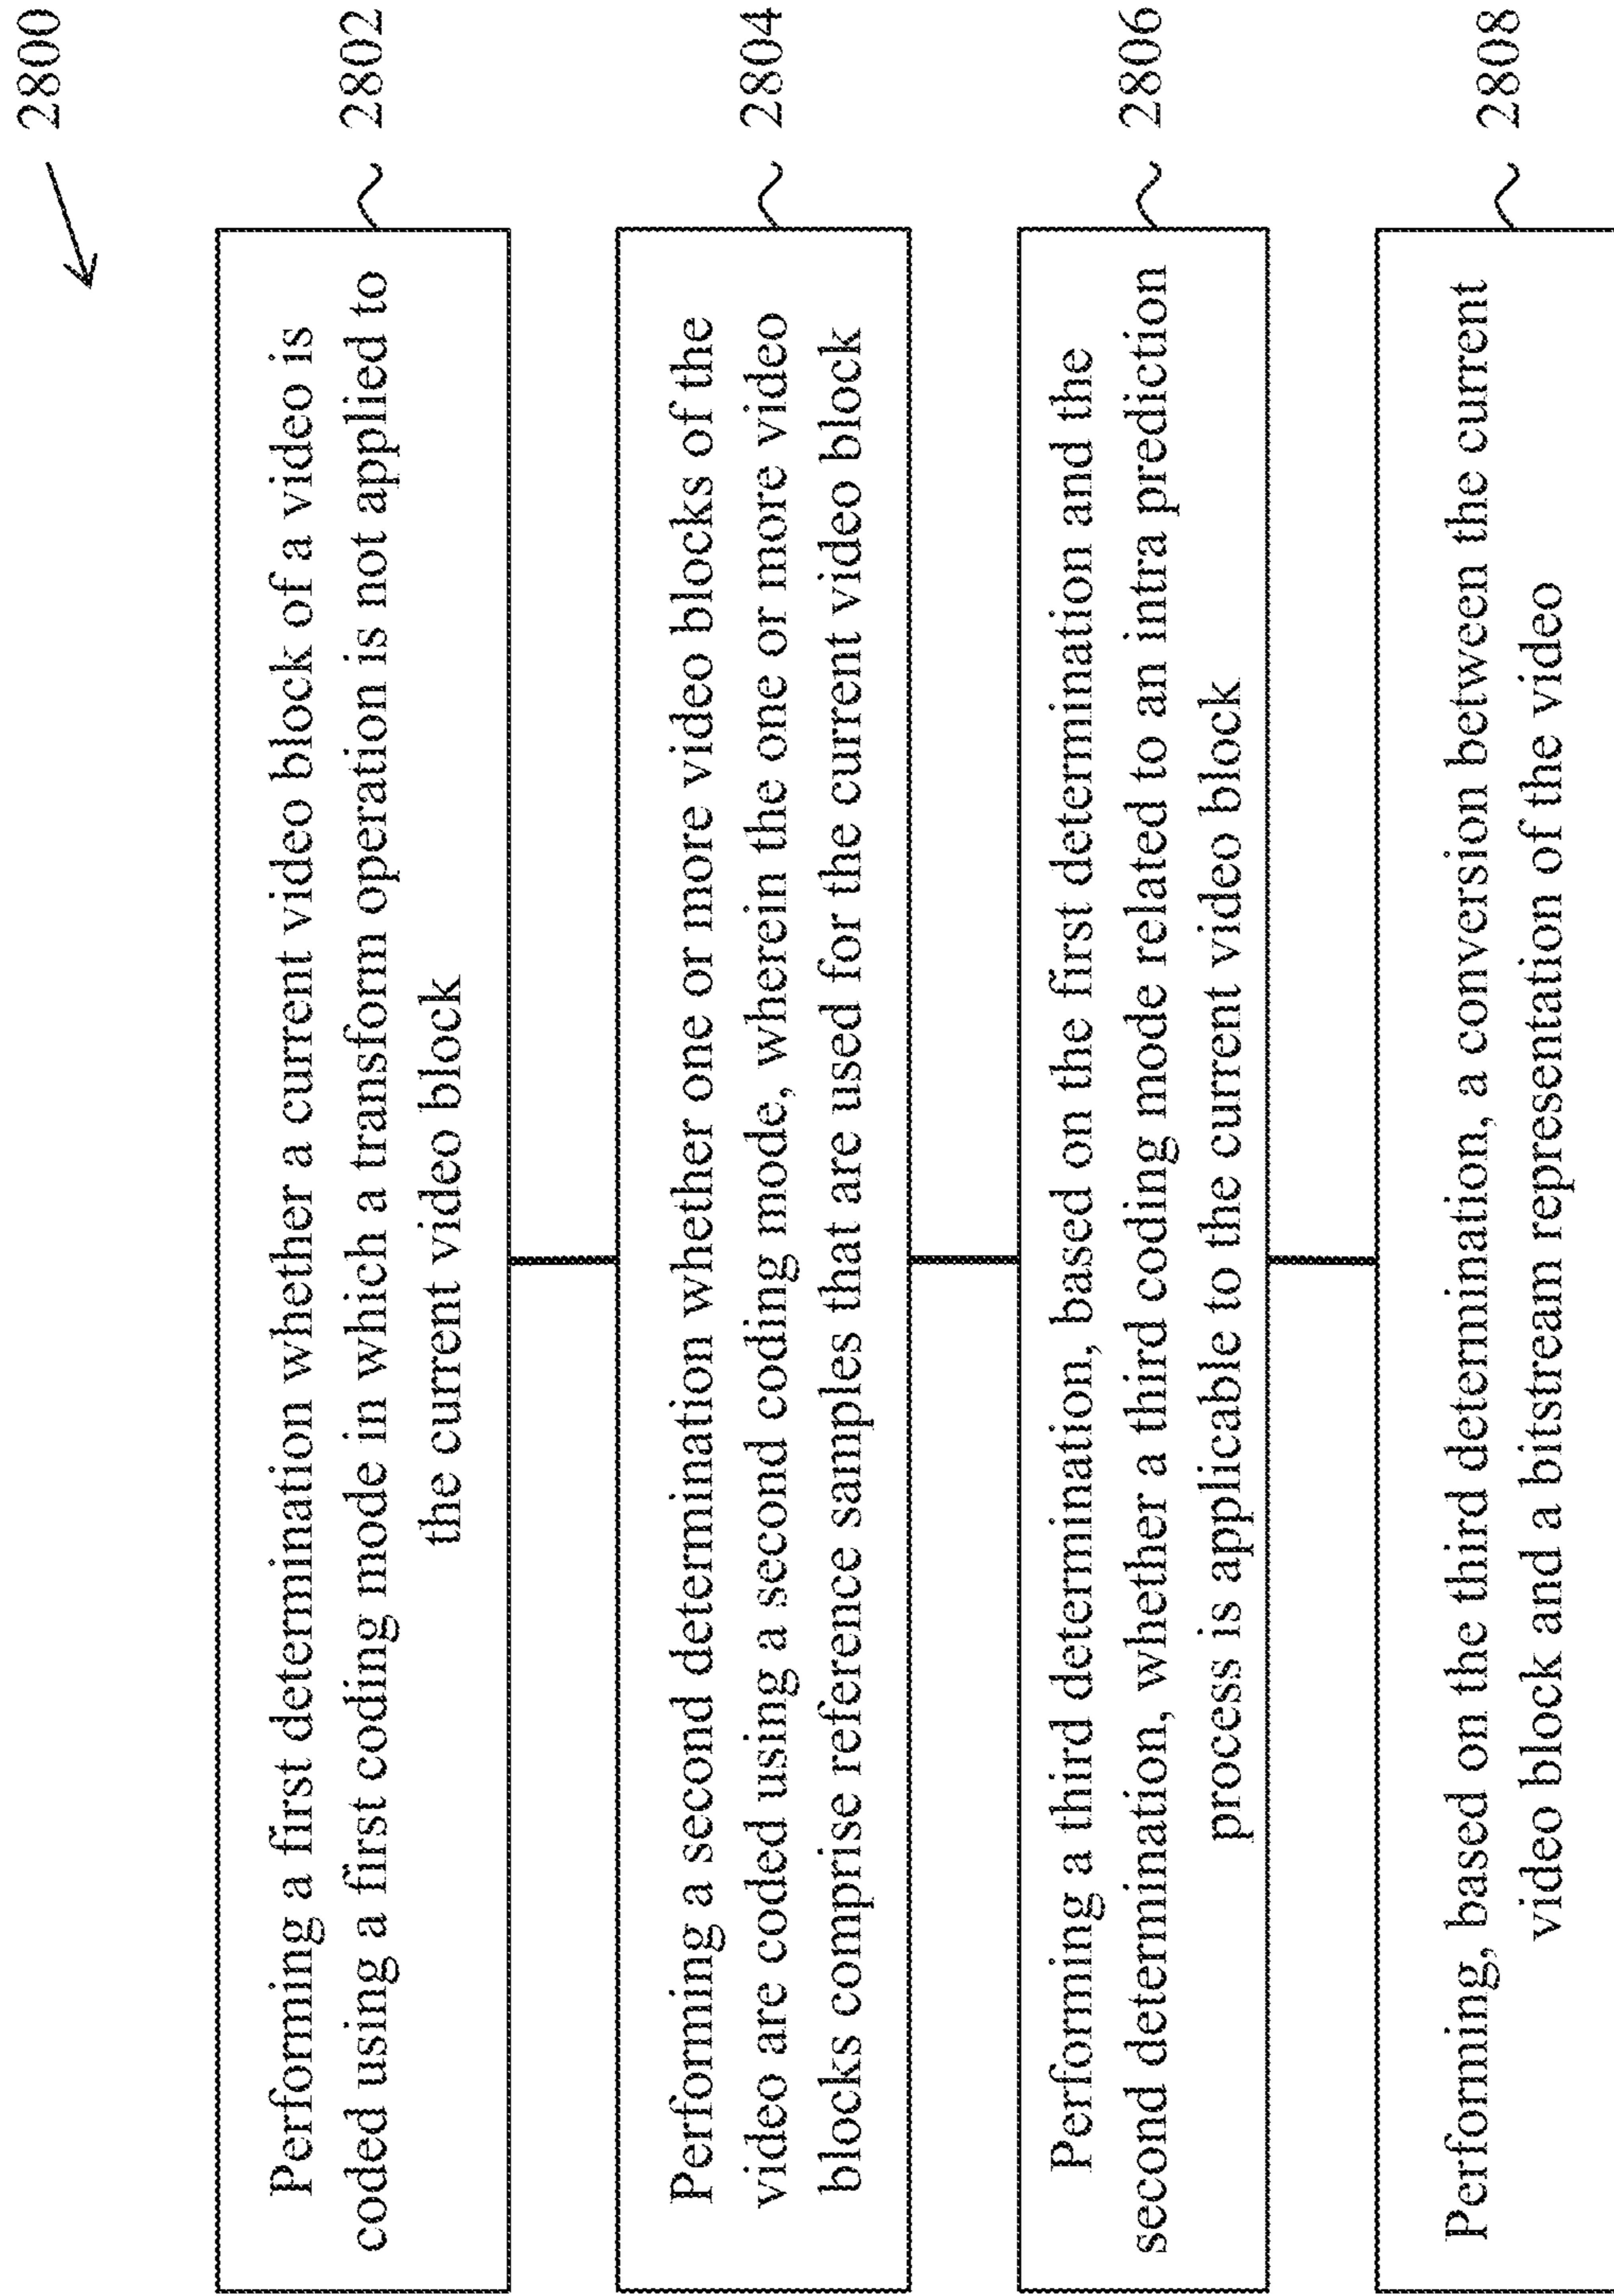 2800
Performing a first determination whether a current video block of a video is
coded using a first coding mode in which a transform operation is not applied to
the current video block
2802
Performing a second determination whether one or more video blocks of the
video are coded using a second coding mode, wherein the one or more video
blocks comprise reference samples that are used for the current video block
2804
Performing a third determination, based on the first determination and the
second determination, whether a third coding mode related to an intra prediction
process is applicable to the current video block
2806
Performing, based on the third determination, a conversion between the current
video block and a bitstream representation of the video
2808